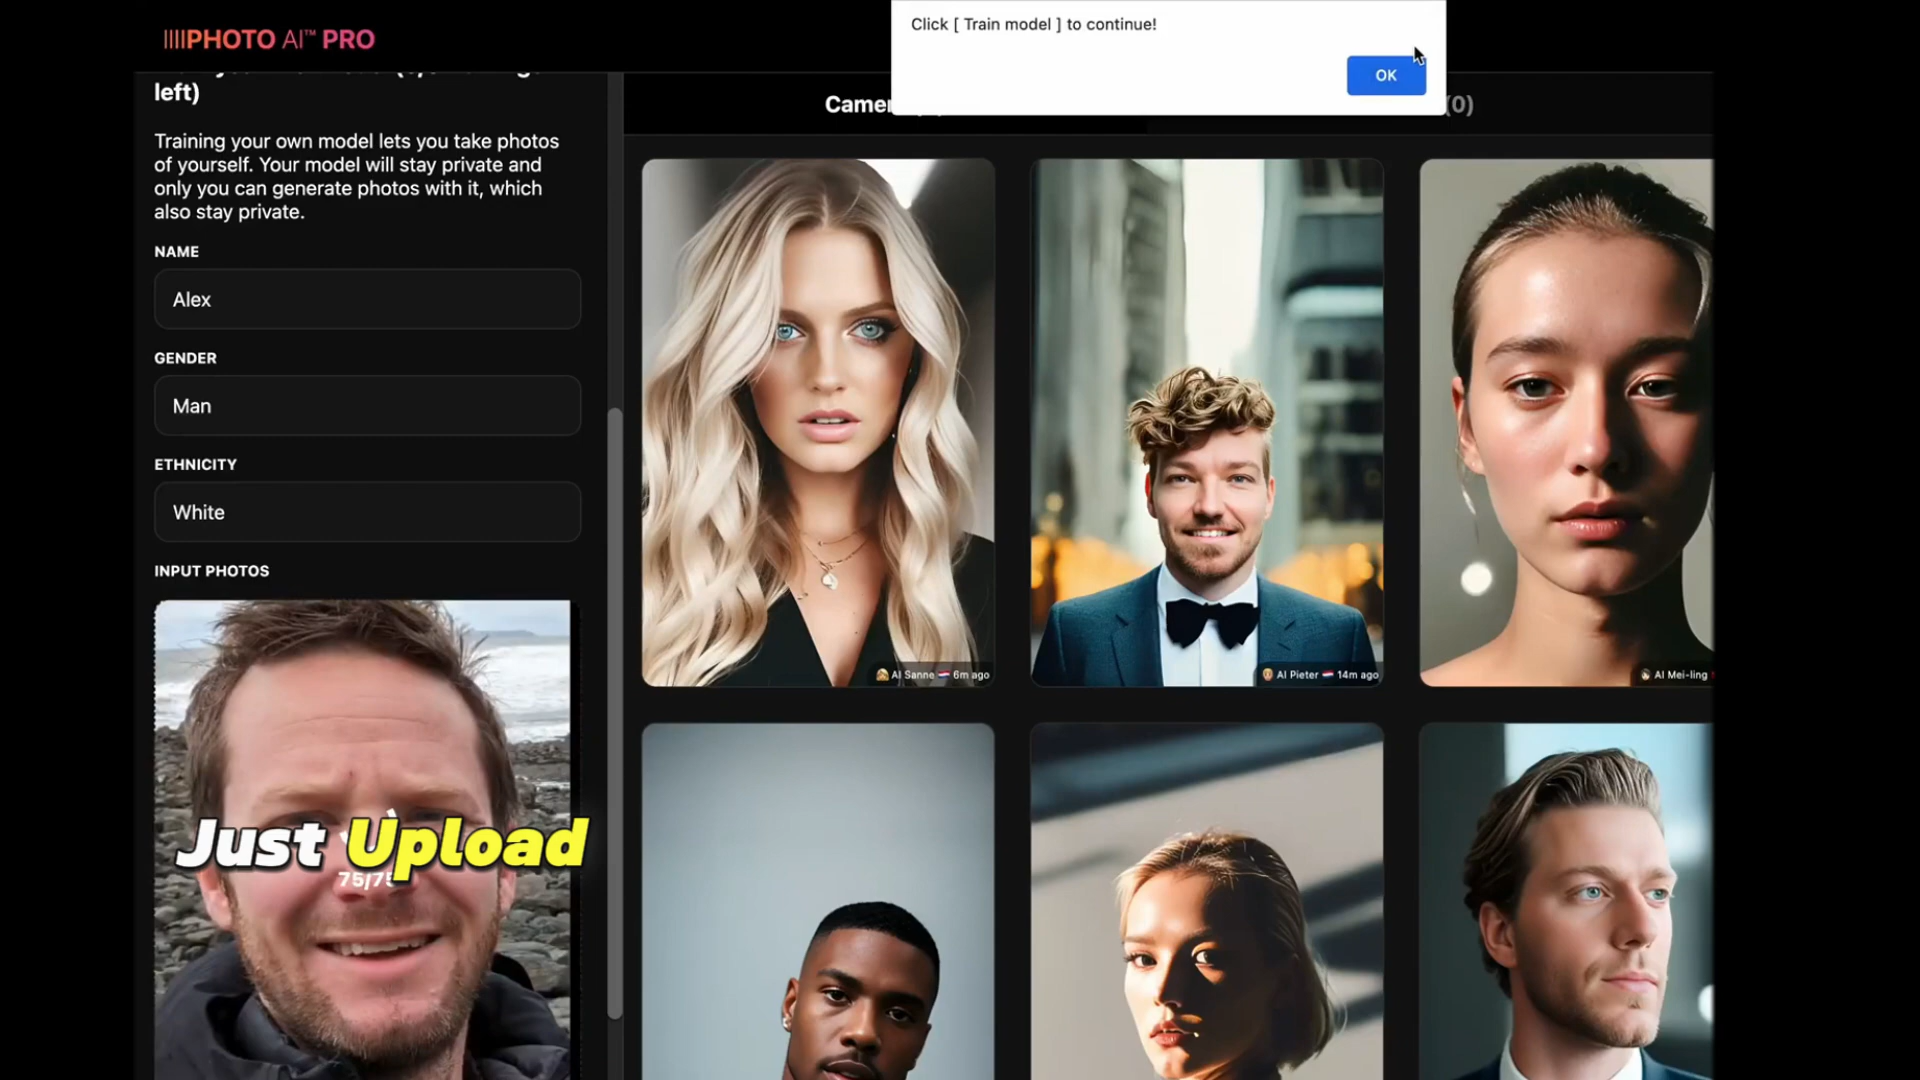 PHOTO AI™ PRO
Click [ Train model ] to continue!
OK
left)
Training your own model lets you take photos
of yourself. Your model will stay private and
only you can generate photos with it, which
also stay private.
NAME
Alex
GENDER
Man
ETHNICITY
White
INPUT PHOTOS
Just Upload
75/75
(0)
AI Sanne 6m ago
AI Pieter 14m ago
AI Mei-ling